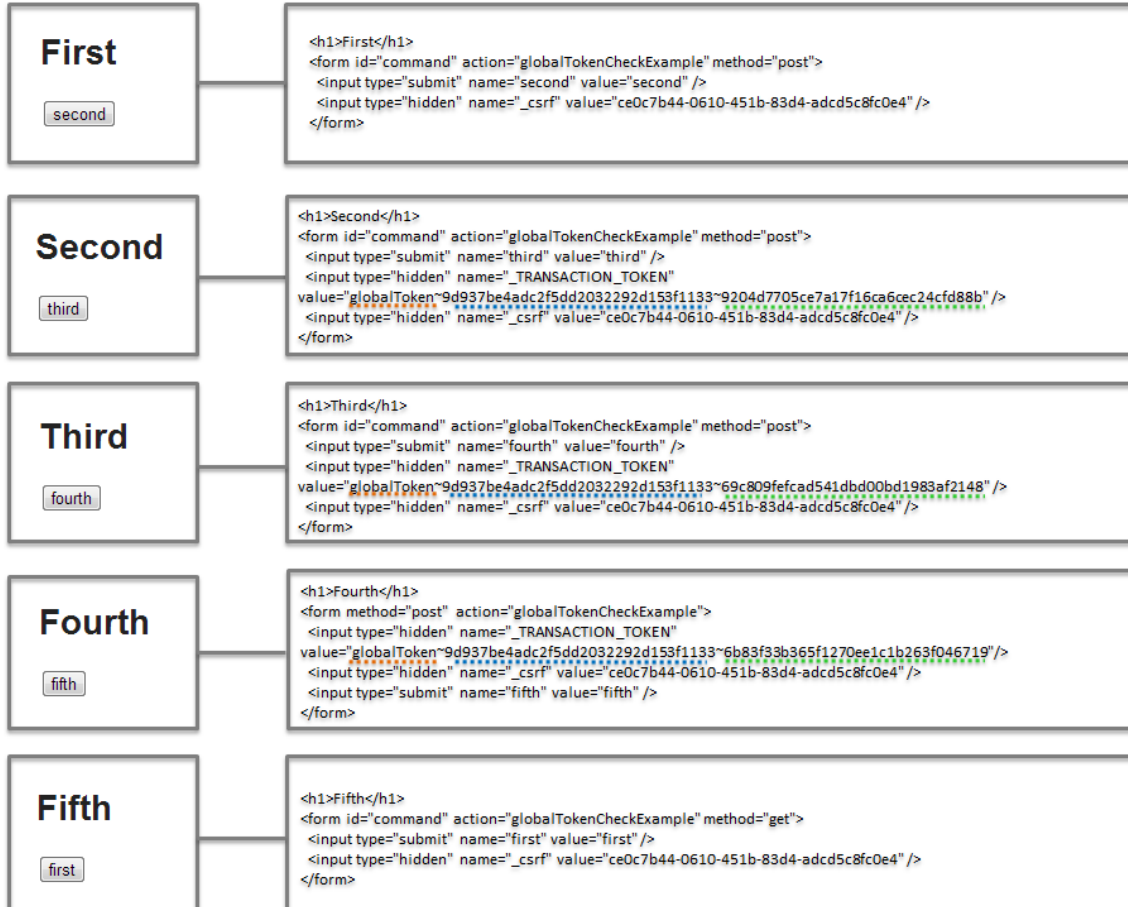 First
second
<h1>First</h1>
<form id="command" action="globalTokenCheckExample" method="post">
<input type="submit" name="second" value="second" />
<input type="hidden" name="_csrf" value="ce0c7b44-0610-451b-83d4-adcd5c8fc0e4" />
</form>
Second
third
<h1>Second</h1>
<form id="command" action="globalTokenCheckExample" method="post">
<input type="submit" name="third" value="third" />
<input type="hidden" name="_TRANSACTION_TOKEN"
value="globalToken~9d937be4adc2f5dd2032292d153f1133~9204d7705ce7a17f16ca6cec24cfd88b" />
<input type="hidden" name="_csrf" value="ce0c7b44-0610-451b-83d4-adcd5c8fc0e4" />
</form>
Third
fourth
<h1>Third</h1>
<form id="command" action="globalTokenCheckExample" method="post">
<input type="submit" name="fourth" value="fourth" />
<input type="hidden" name="_TRANSACTION_TOKEN"
value="globalToken~9d937be4adc2f5dd2032292d153f1133~69c809fefcad541dbd00bd1983af2148" />
<input type="hidden" name="_csrf" value="ce0c7b44-0610-451b-83d4-adcd5c8fc0e4" />
</form>
Fourth
fifth
<h1>Fourth</h1>
<form method="post" action="globalTokenCheckExample">
<input type="hidden" name="_TRANSACTION_TOKEN"
value="globalToken~9d937be4adc2f5dd2032292d153f1133~6b83f33b365f1270ee1c1b263f046719"/>
<input type="hidden" name="_csrf" value="ce0c7b44-0610-451b-83d4-adcd5c8fc0e4" />
<input type="submit" name="fifth" value="fifth" />
</form>
Fifth
first
<h1>Fifth</h1>
<form id="command" action="globalTokenCheckExample" method="get">
<input type="submit" name="first" value="first" />
<input type="hidden" name="_csrf" value="ce0c7b44-0610-451b-83d4-adcd5c8fc0e4" />
</form>